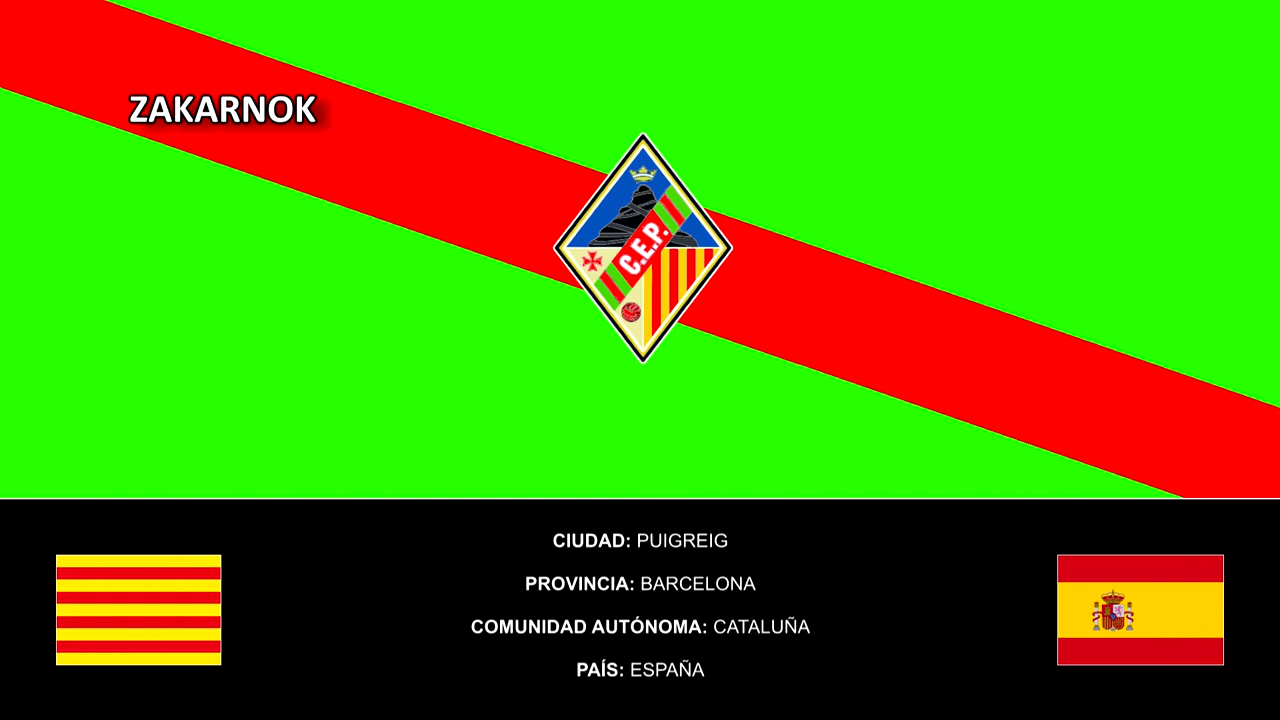 ZAKARNOK
C.E.P.
CIUDAD: PUIGREIG
PROVINCIA: BARCELONA
COMUNIDAD AUTÓNOMA: CATALUÑA
PAÍS: ESPAÑA